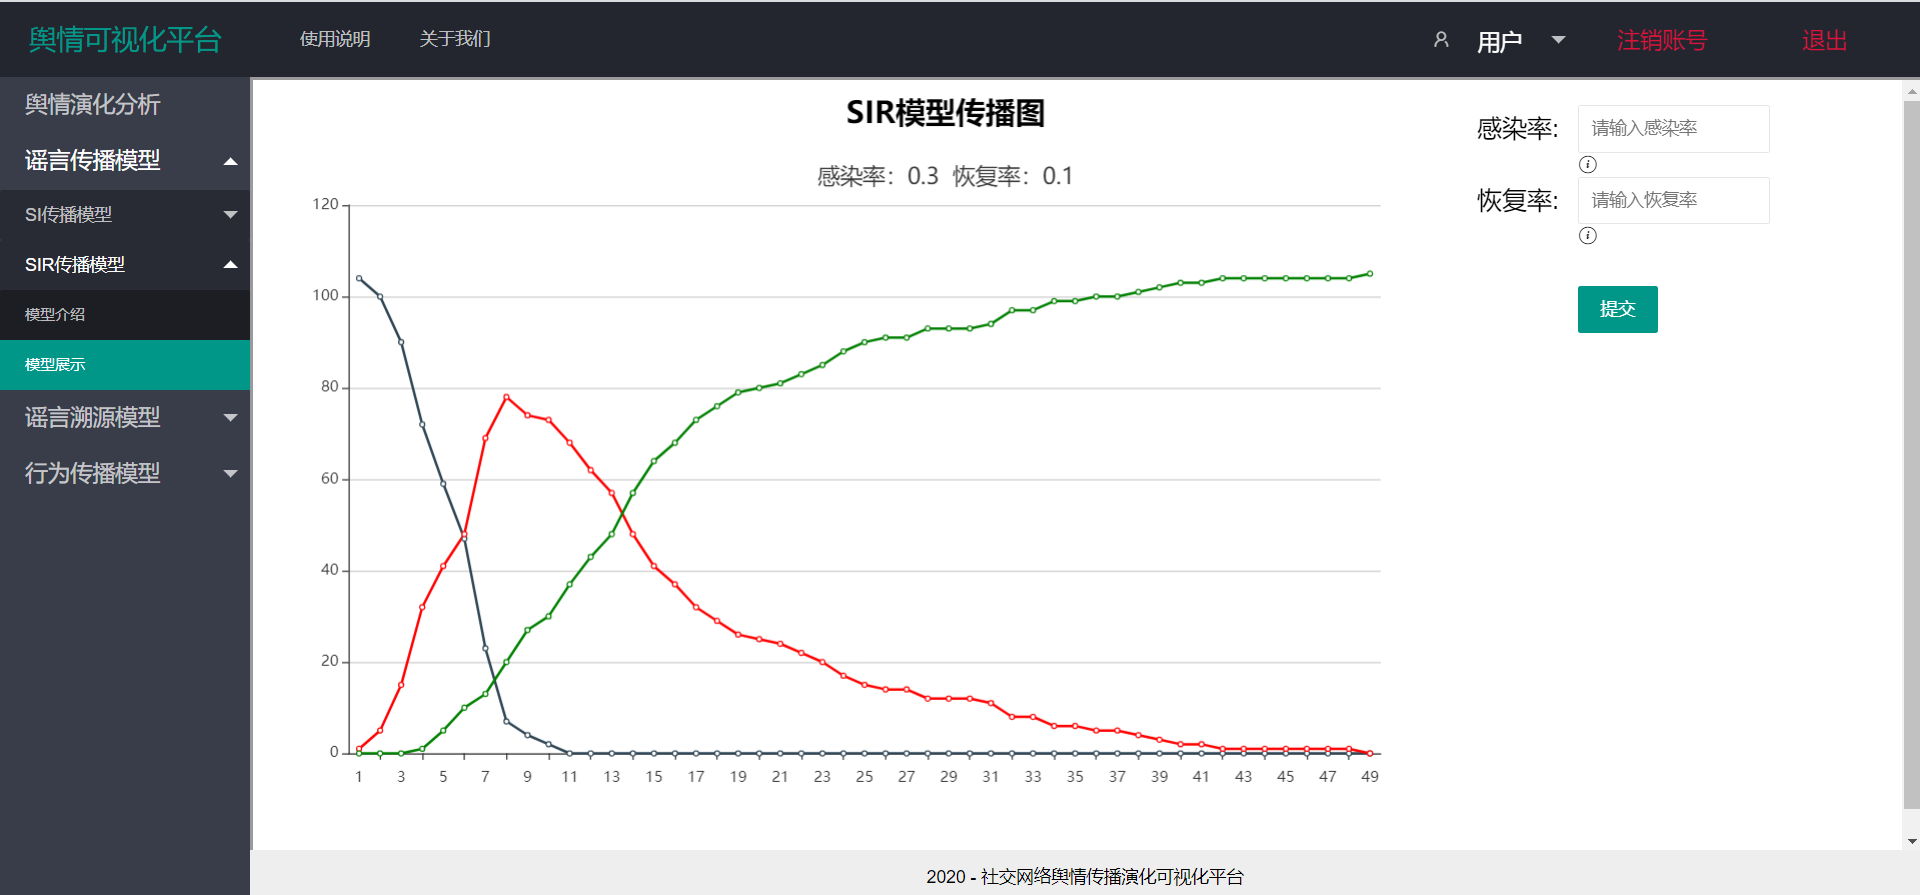 舆情可视化平台
使用说明
关于我们
用户
注销账号
退出
舆情演化分析
谣言传播模型
SI传播模型
SIR传播模型
模型介绍
模型展示
谣言溯源模型
行为传播模型
SIR模型传播图
感染率：0.3 恢复率：0.1
120
100
80
60
40
20
0
1 3 5 7 9 11 13 15 17 19 21 23 25 27 29 31 33 35 37 39 41 43 45 47 49
感染率:
请输入感染率
恢复率:
请输入恢复率
提交
2020 - 社交网络舆情传播演化可视化平台